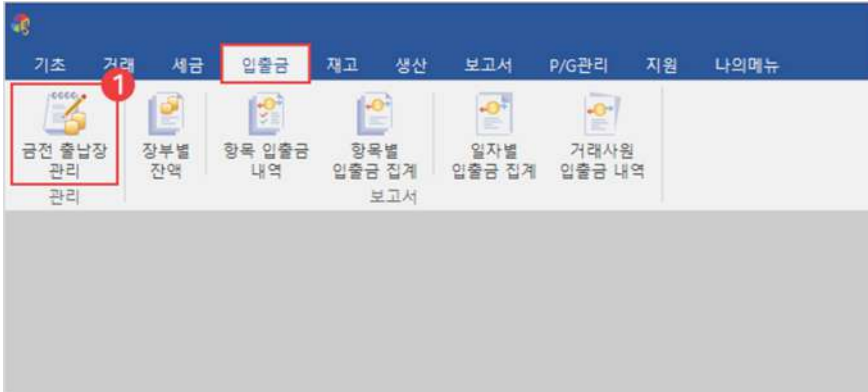 기초 거래 세금 입출금 재고 생산 보고서 P/G관리 지원 나의메뉴
1
금전 출납장 장부별 항목 입출금 항목별 일자별 거래사원
관리 잔액 내역 입출금 집계 입출금 집계 입출금 내역
관리 보고서